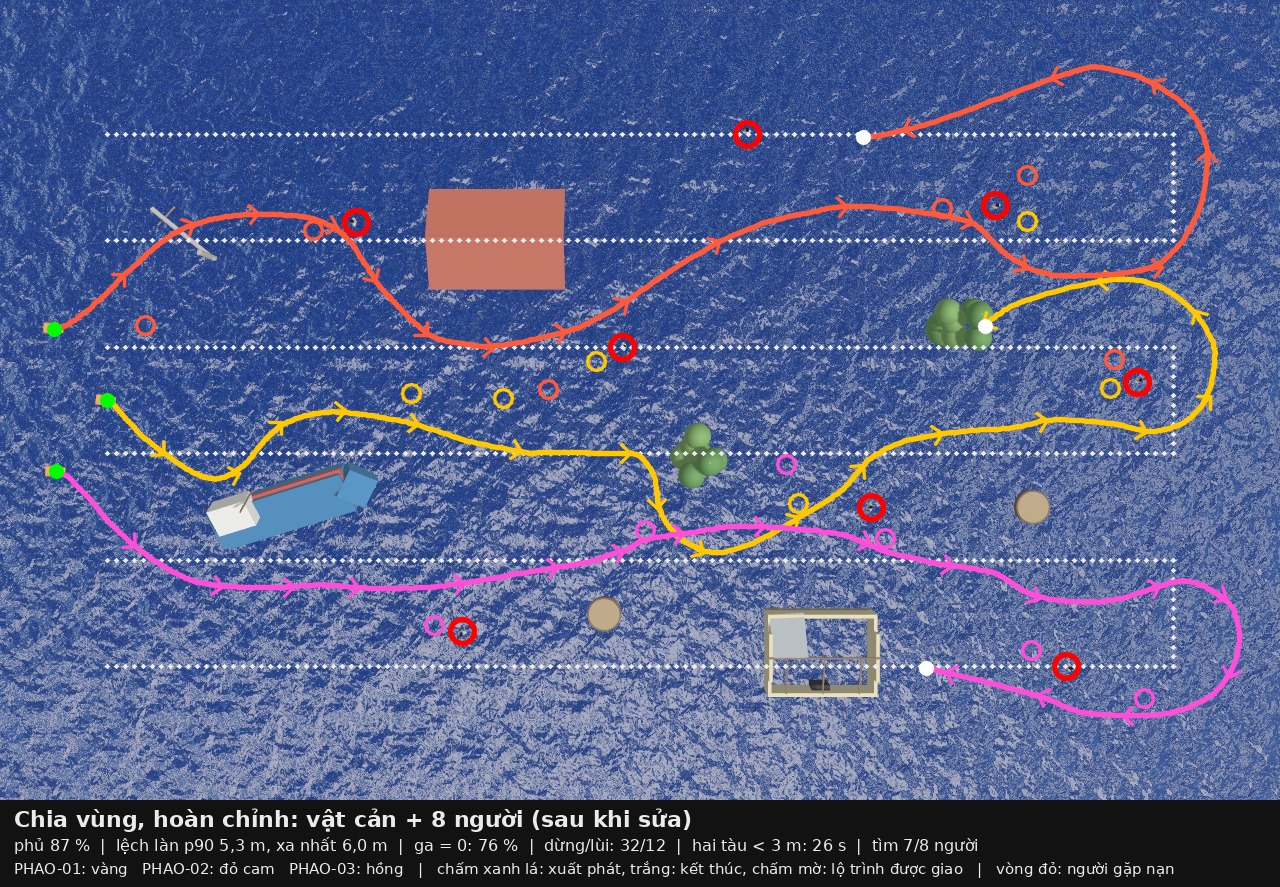 Chia vùng, hoàn chỉnh: vật cản + 8 người (sau khi sửa)
phủ 87 % | lệch làn p90 5,3 m, xa nhất 6,0 m | ga = 0: 76 % | dừng/lùi: 32/12 | hai tàu < 3 m: 26 s | tìm 7/8 người
PHAO-01: vàng PHAO-02: đỏ cam PHAO-03: hồng | chấm xanh lá: xuất phát, trắng: kết thúc, chấm mờ: lộ trình được giao | vòng đỏ: người gặp nạn